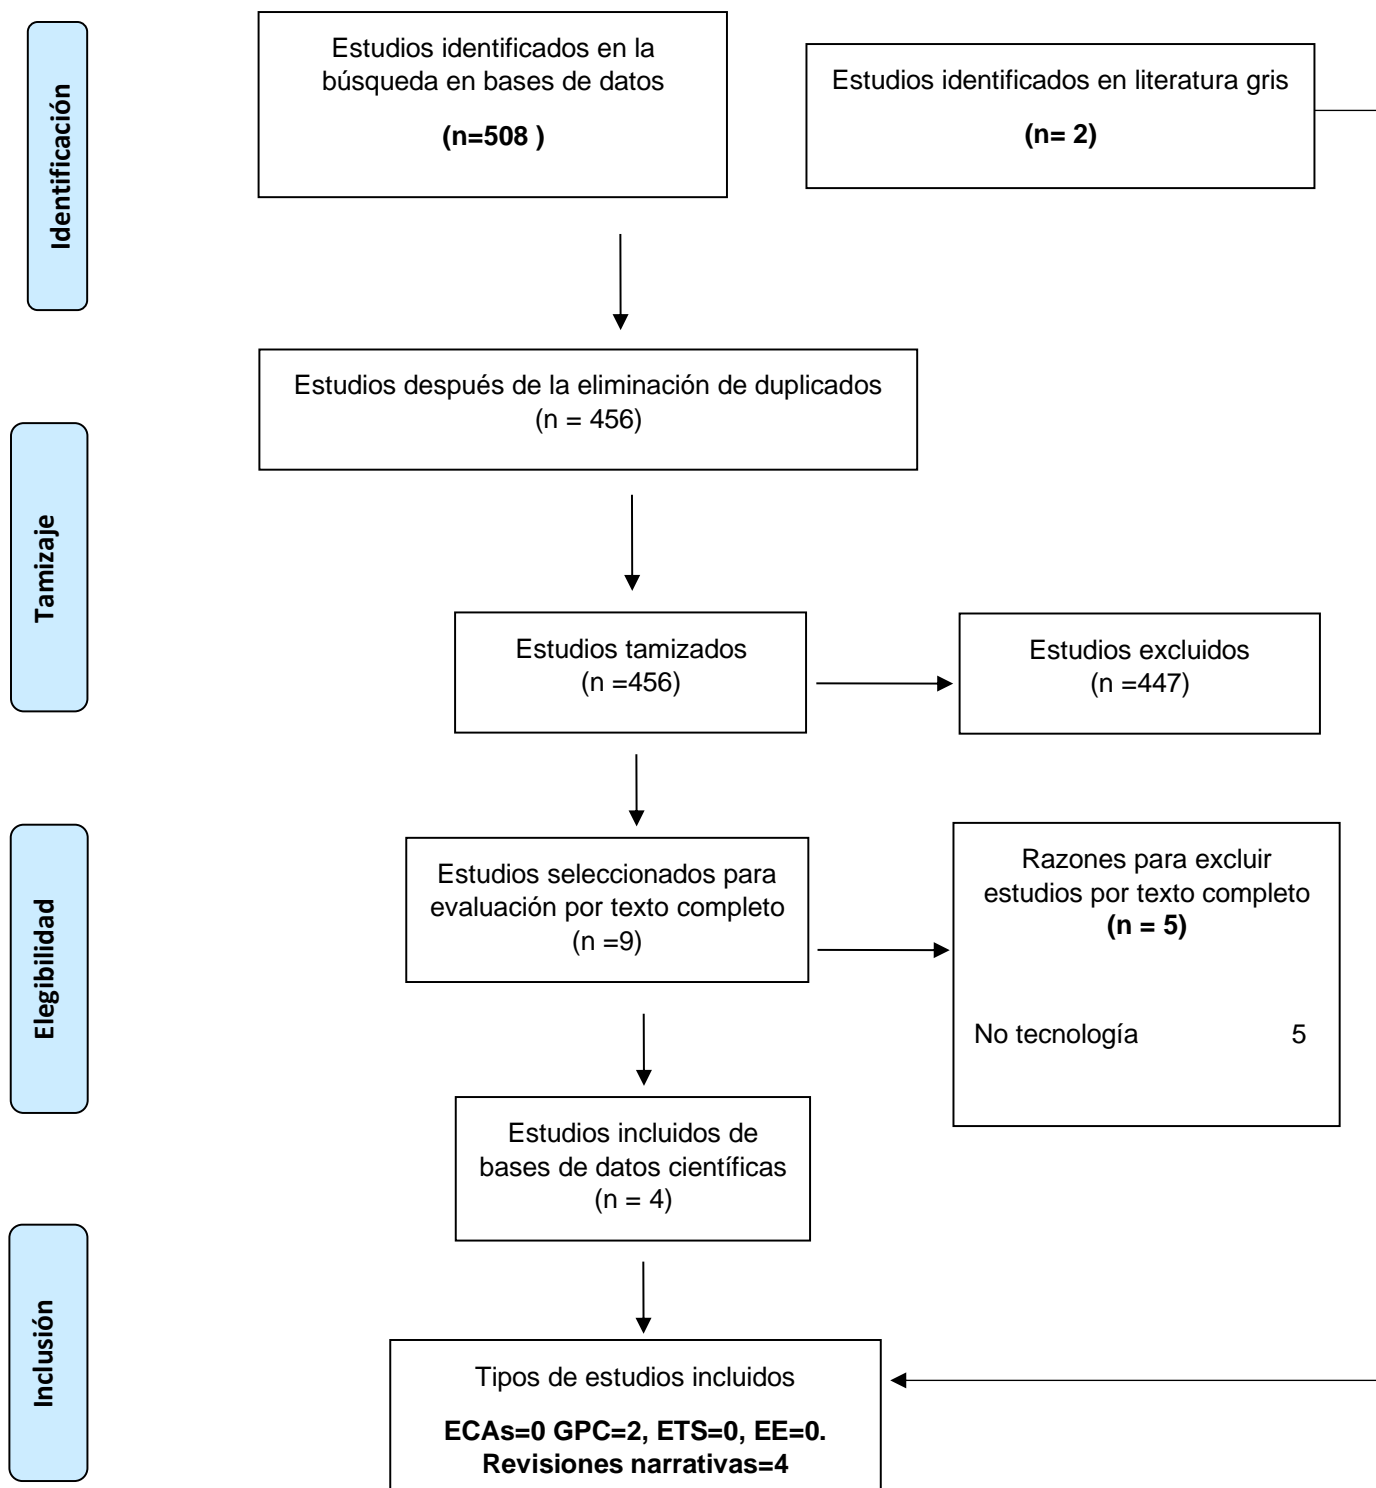 Identificación
Estudios identificados en la
búsqueda en bases de datos
(n=508 )
Estudios identificados en literatura gris
(n= 2)
Estudios después de la eliminación de duplicados
(n = 456)
Tamizaje
Estudios tamizados
(n =456)
Estudios excluidos
(n =447)
Elegibilidad
Estudios seleccionados para
evaluación por texto completo
(n =9)
Razones para excluir
estudios por texto completo
(n = 5)
No tecnología 5
Estudios incluidos de
bases de datos científicas
(n = 4)
Inclusión
Tipos de estudios incluidos
ECAs=0 GPC=2, ETS=0, EE=0.
Revisiones narrativas=4